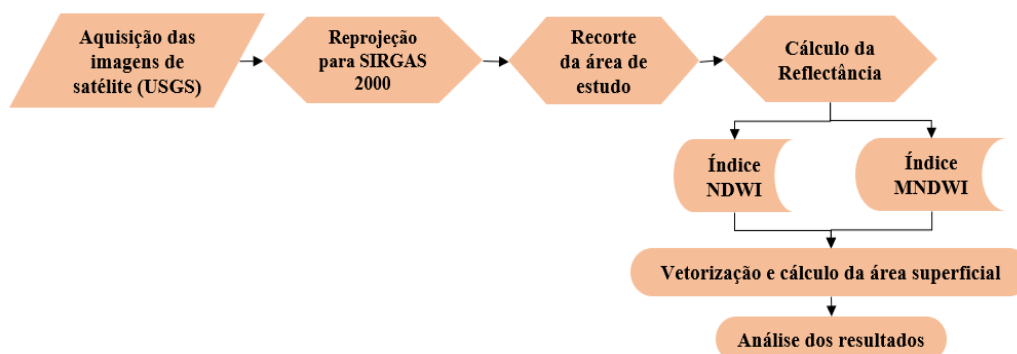 Aquisição das
imagens de
satélite (USGS)
Reprojeção
para SIRGAS
2000
Recorte
da área de
estudo
Cálculo da
Reflectância
Índice
NDWI
Índice
MNDWI
Vetorização e cálculo da área superficial
Análise dos resultados